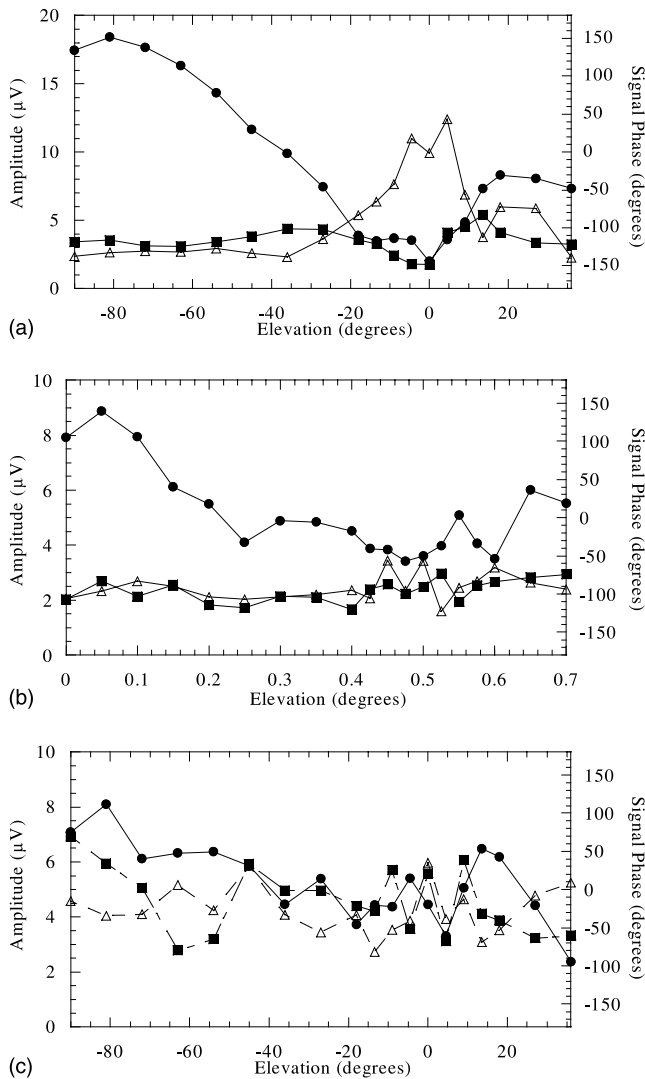 20
15
10
5
0
Amplitude (µV)
150
100
50
0
-50
-100
-150
Signal Phase (degrees)
-80 -60 -40 -20 0 20
Elevation (degrees)
(a)
10
8
6
4
2
0
Amplitude (µV)
150
100
50
0
-50
-100
-150
Signal Phase (degrees)
0 0.1 0.2 0.3 0.4 0.5 0.6 0.7
Elevation (degrees)
(b)
10
8
6
4
2
0
Amplitude (µV)
150
100
50
0
-50
-100
-150
Signal Phase (degrees)
-80 -60 -40 -20 0 20
Elevation (degrees)
(c)